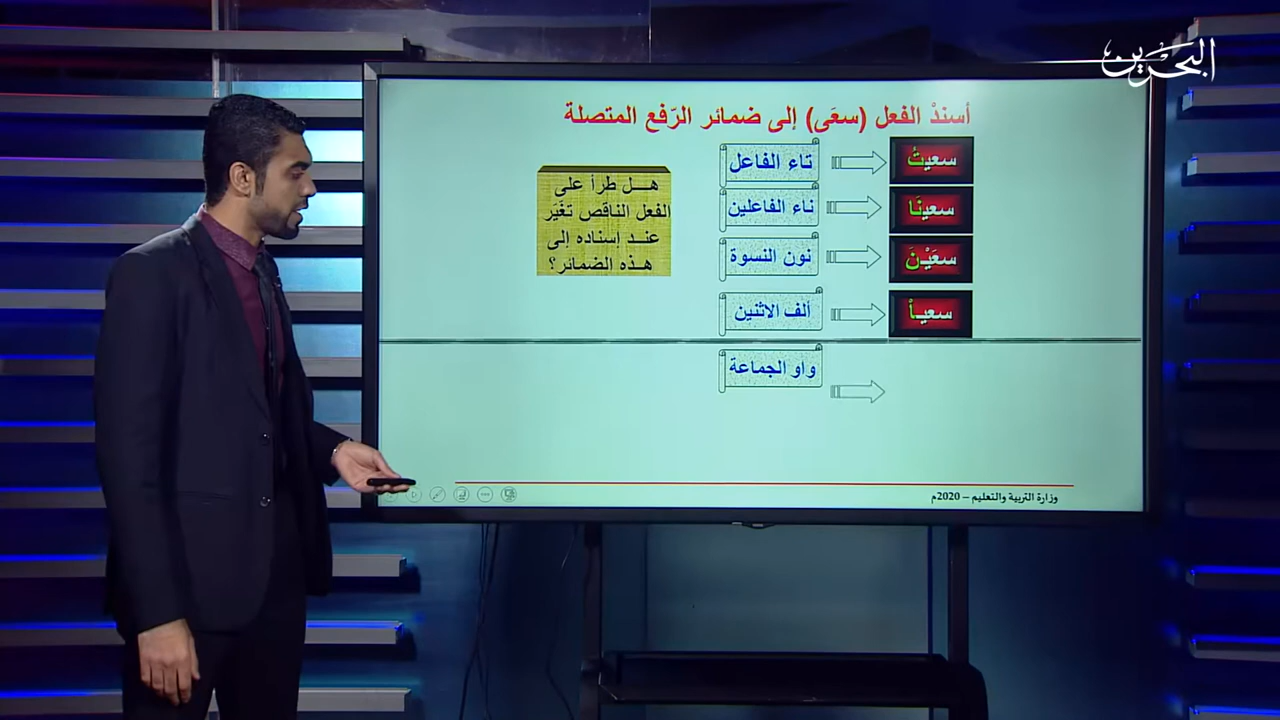 البحرين
أسندْ الفعل (سعَى) إلى ضمائر الرّفع المتصلة
سعيتُ
تاء الفاعل
سعينَا
ناء الفاعلين
سعَيْنَ
نون النسوة
سعيأ
ألف الاثنين
واو الجماعة
هل طرأ على
الفعل الناقص تغيّر
عند إسناده إلى
هذه الضمائر؟
وزارة التربية والتعليم – 2020م